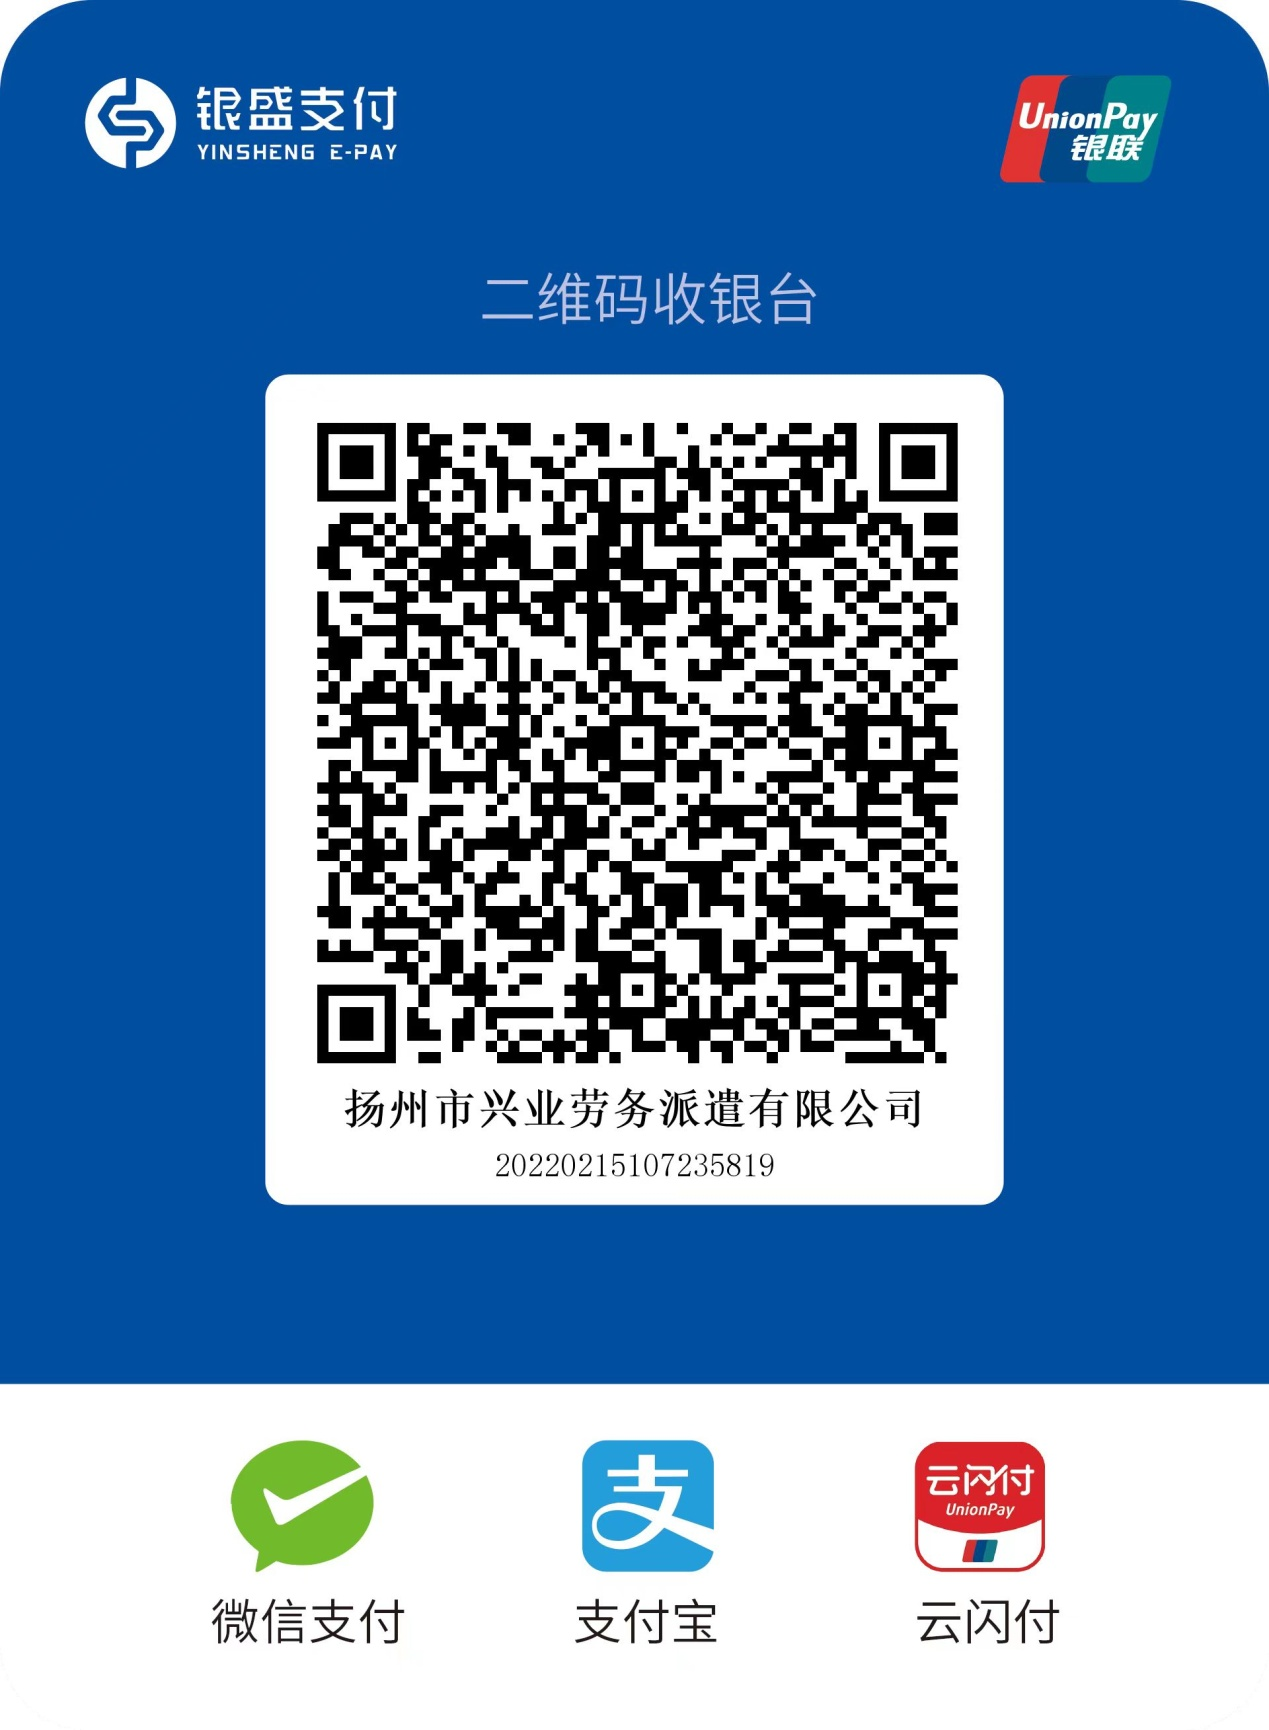 银盛支付
YINSHENG E-PAY
UnionPay
银联
二维码收银台
扬州市兴业劳务派遣有限公司
20220215107235819
支
云闪付
UnionPay
微信支付
支付宝
云闪付